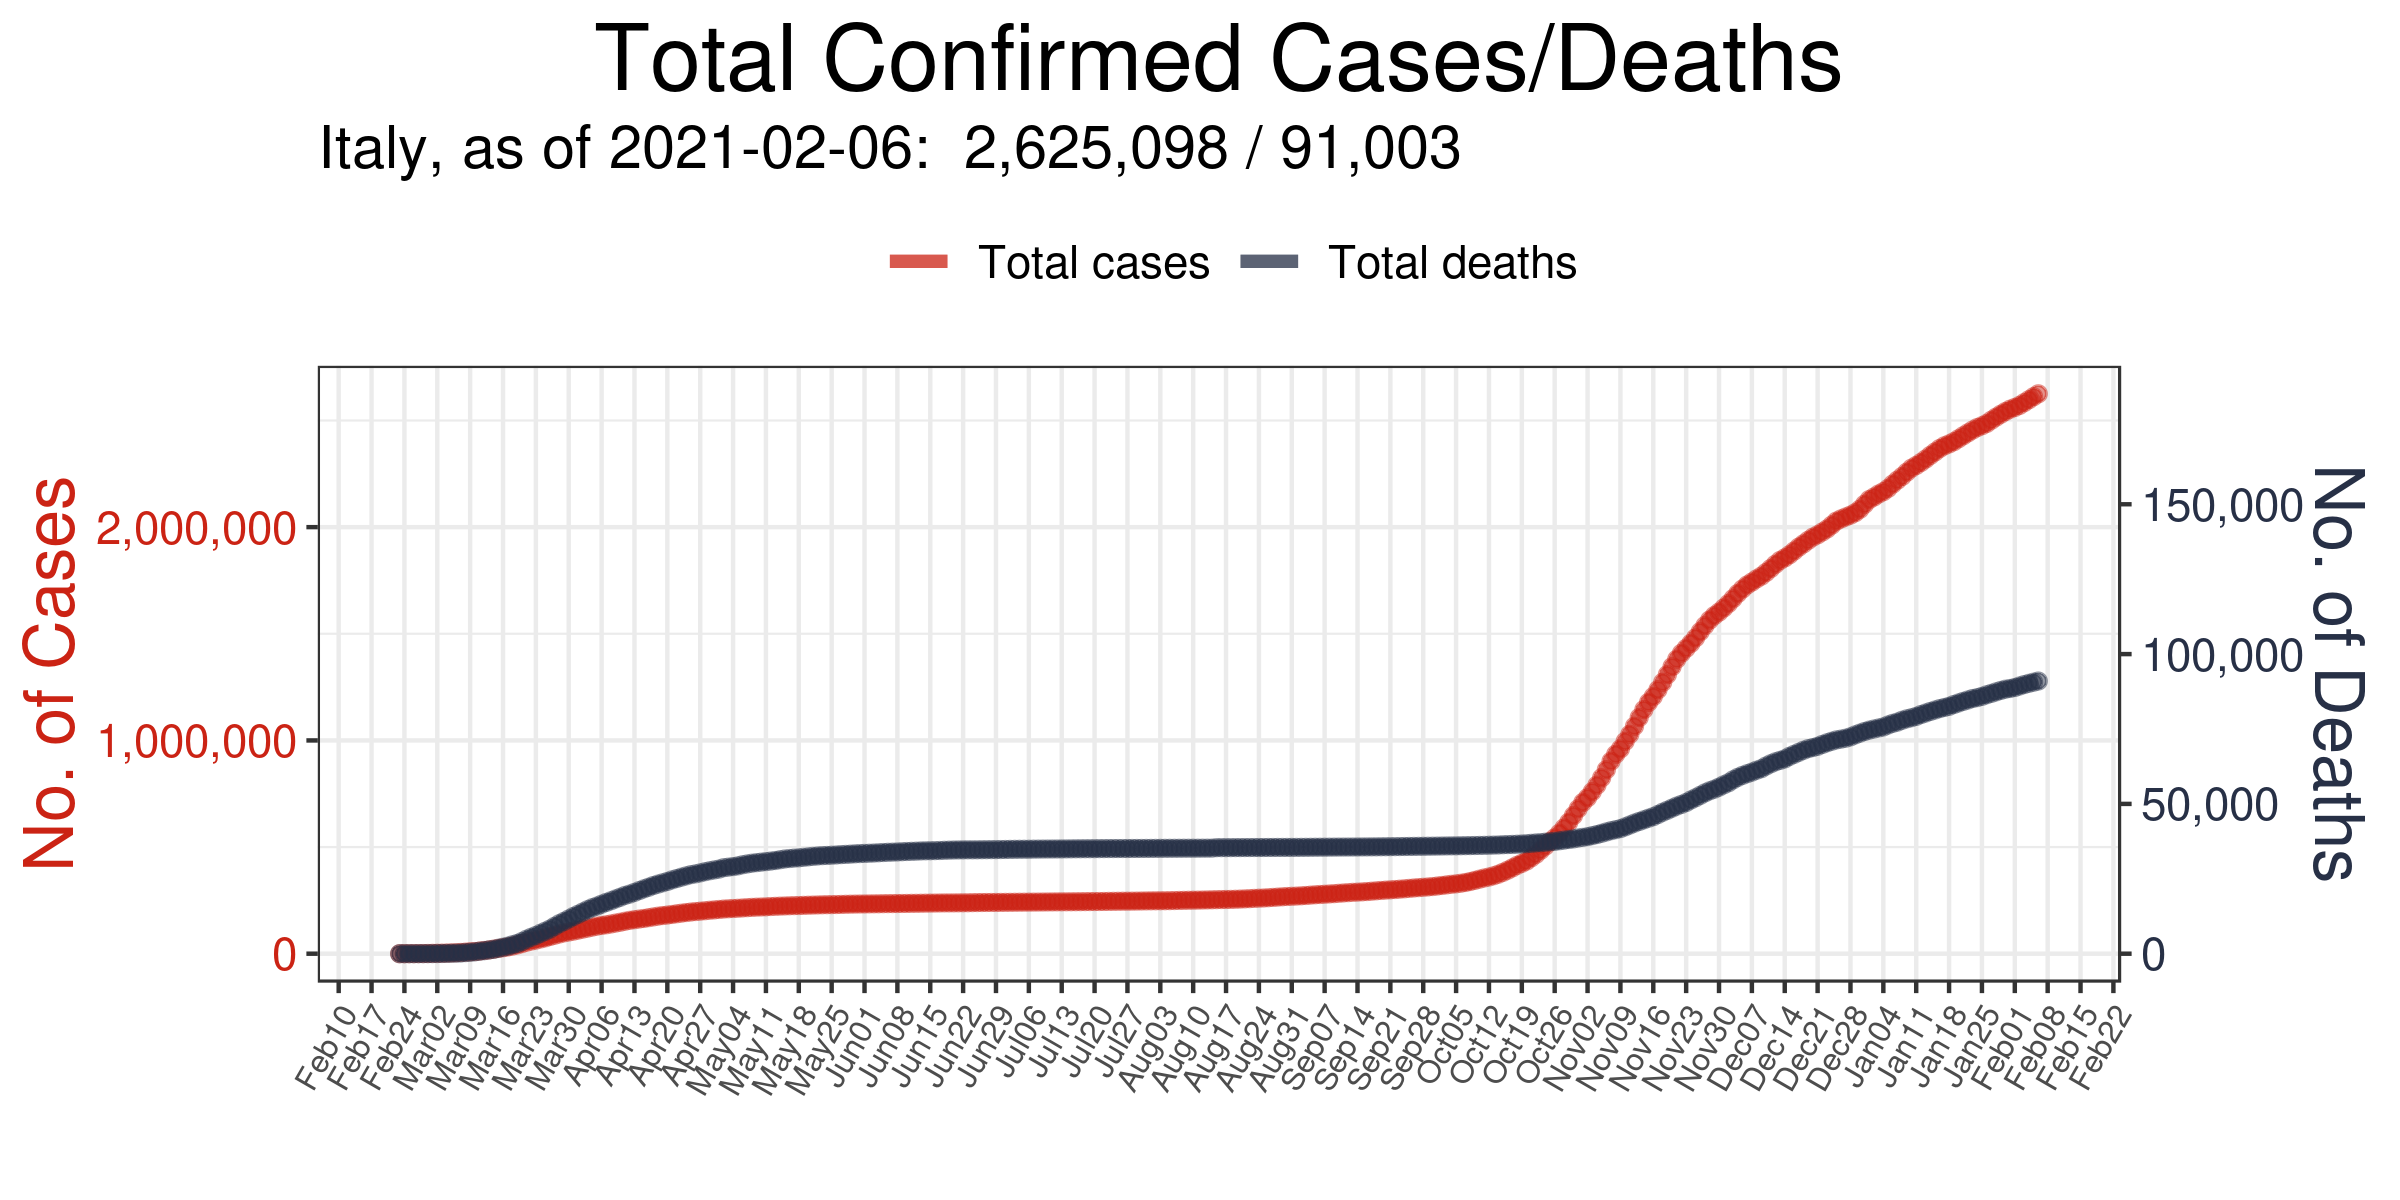 Total Confirmed Cases/Deaths
Italy, as of 2021-02-06:  2,625,098 / 91,003
Total cases
Total deaths
No. of Cases
2,000,000
1,000,000
0
150,000
100,000
50,000
0
No. of Deaths
Feb10
Feb17
Feb24
Mar02
Mar09
Mar16
Mar23
Mar30
Apr06
Apr13
Apr20
Apr27
May04
May11
May18
May25
Jun01
Jun08
Jun15
Jun22
Jun29
Jul06
Jul13
Jul20
Jul27
Aug03
Aug10
Aug17
Aug24
Aug31
Sep07
Sep14
Sep21
Sep28
Oct05
Oct12
Oct19
Oct26
Nov02
Nov09
Nov16
Nov23
Nov30
Dec07
Dec14
Dec21
Dec28
Dec04
Jan11
Jan18
Jan25
Feb01
Feb08
Feb15
Feb22